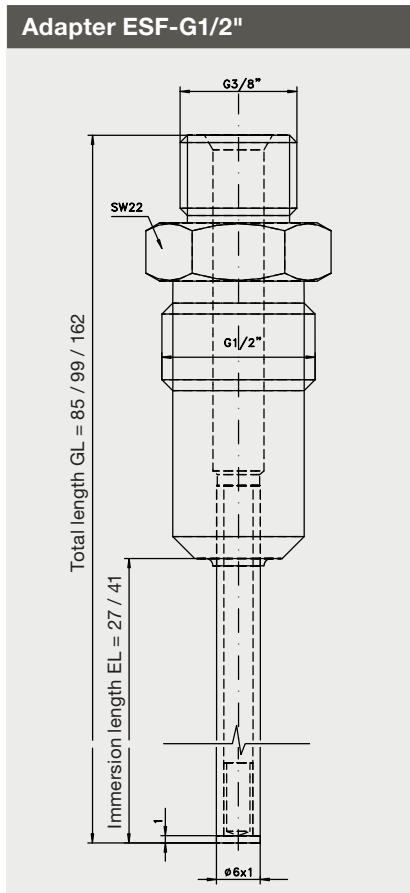 Adapter ESF-G1/2"
G3/8”
SW22
G1/2”
Total length GL = 85 / 99 / 162
Immersion length EL = 27 / 41
1
ø6x1